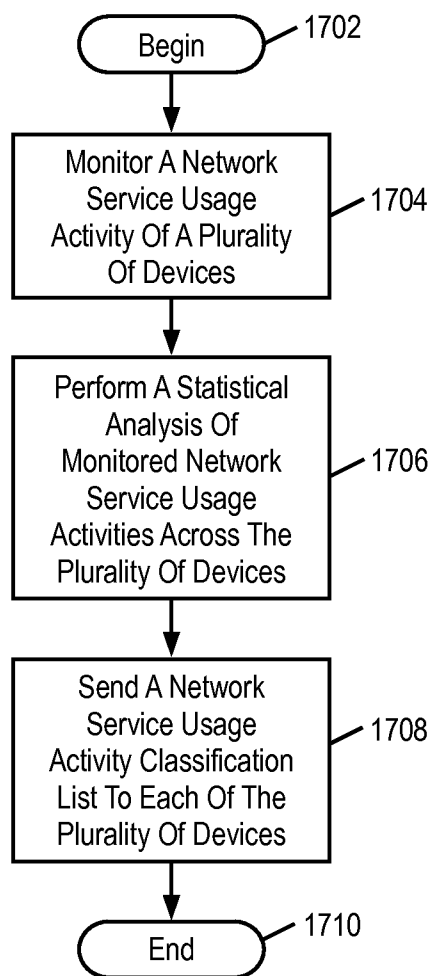 Begin
1702
Monitor A Network
Service Usage
Activity Of A Plurality
Of Devices
1704
Perform A Statistical
Analysis Of
Monitored Network
Service Usage
Activities Across The
Plurality Of Devices
1706
Send A Network
Service Usage
Activity Classification
List To Each Of The
Plurality Of Devices
1708
End
1710